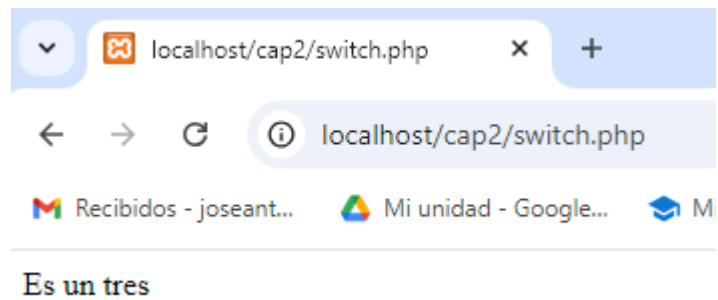 localhost/cap2/switch.php
localhost/cap2/switch.php
Recibidos - joseant... Mi unidad - Google... Mi
Es un tres